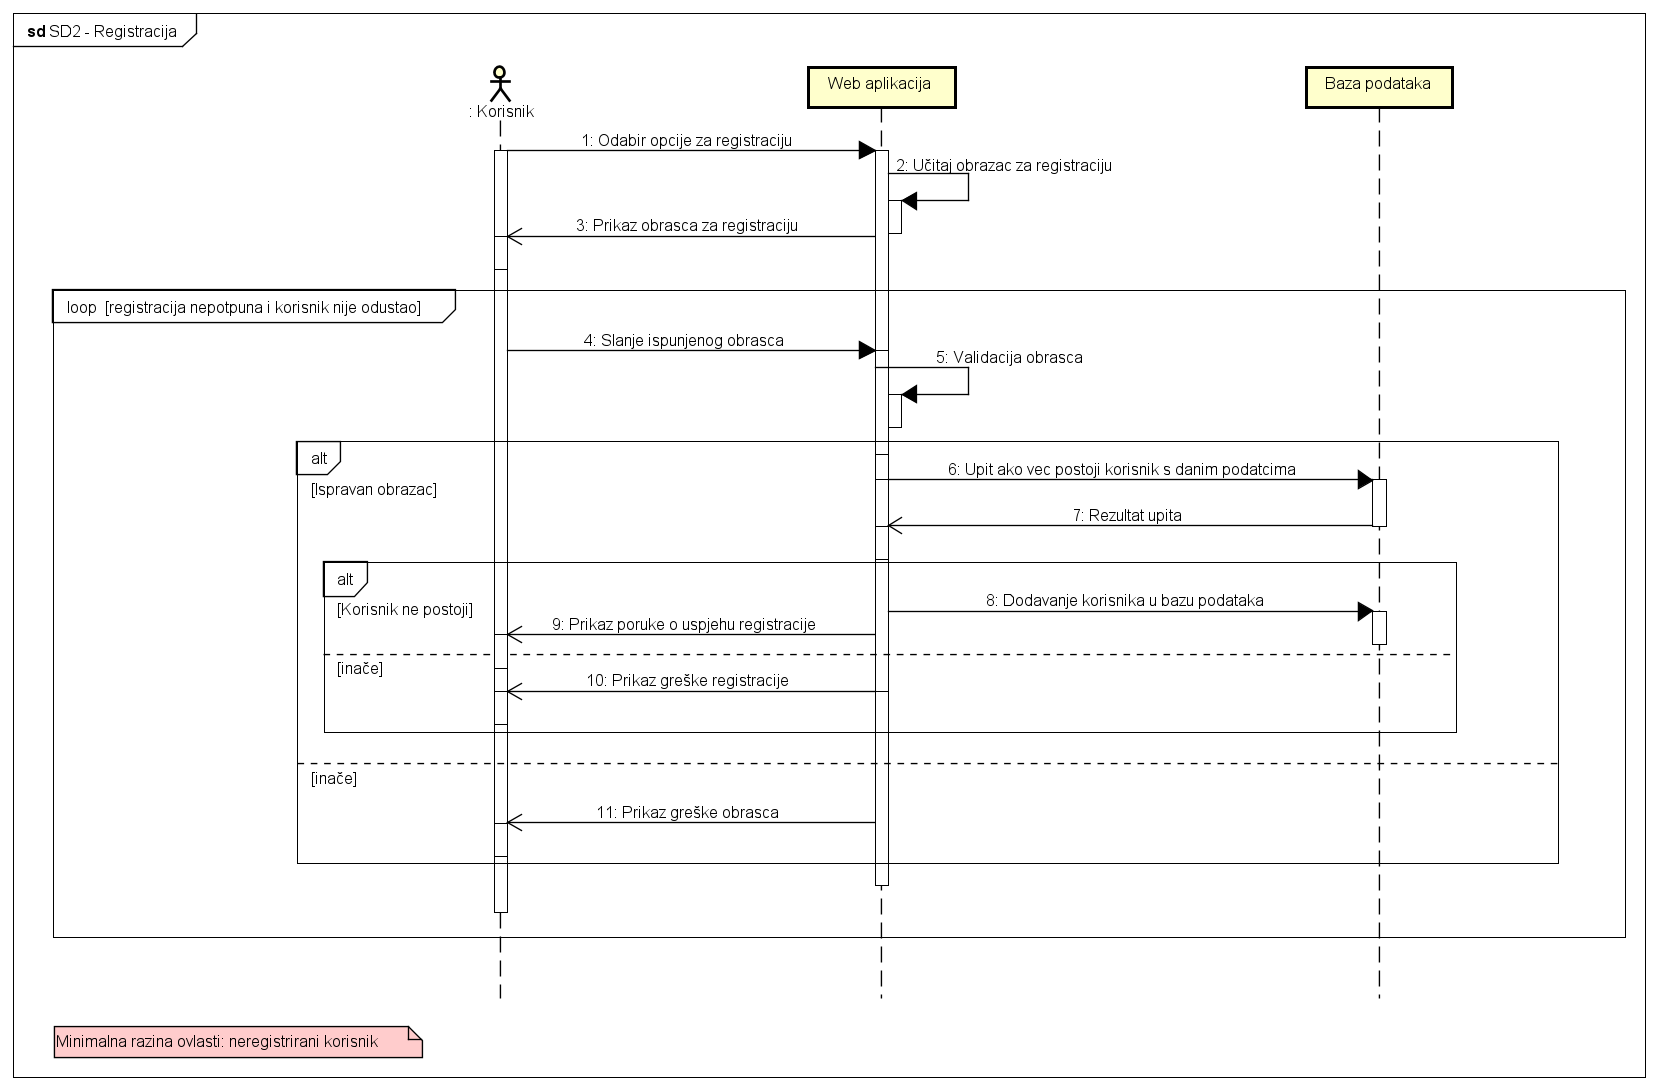 sd SD2 - Registracija
: Korisnik
Web aplikacija
Baza podataka
1: Odabir opcije za registraciju
2: Učitaj obrazac za registraciju
3: Prikaz obrasca za registraciju
loop [registracija nepotpuna i korisnik nije odustao]
4: Slanje ispunjenog obrasca
5: Validacija obrasca
alt
[Ispravan obrazac]
6: Upit ako vec postoji korisnik s danim podatcima
7: Rezultat upita
alt
[Korisnik ne postoji]
8: Dodavanje korisnika u bazu podataka
9: Prikaz poruke o uspjehu registracije
[inače]
10: Prikaz greške registracije
[inače]
11: Prikaz greške obrasca
Minimalna razina ovlasti: neregistrirani korisnik